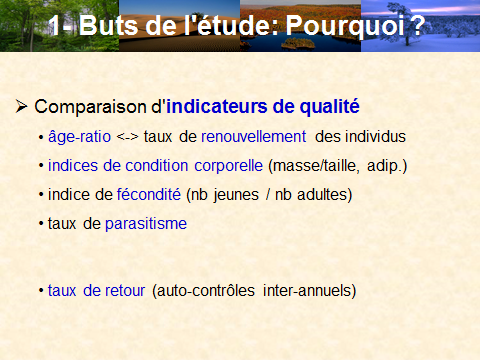 1- Buts de l'étude: Pourquoi ?
➢ Comparaison d'indicateurs de qualité
• âge-ratio <-> taux de renouvellement des individus
• indices de condition corporelle (masse/taille, adip.)
• indice de fécondité (nb jeunes / nb adultes)
• taux de parasitisme
• taux de retour (auto-contrôles inter-annuels)